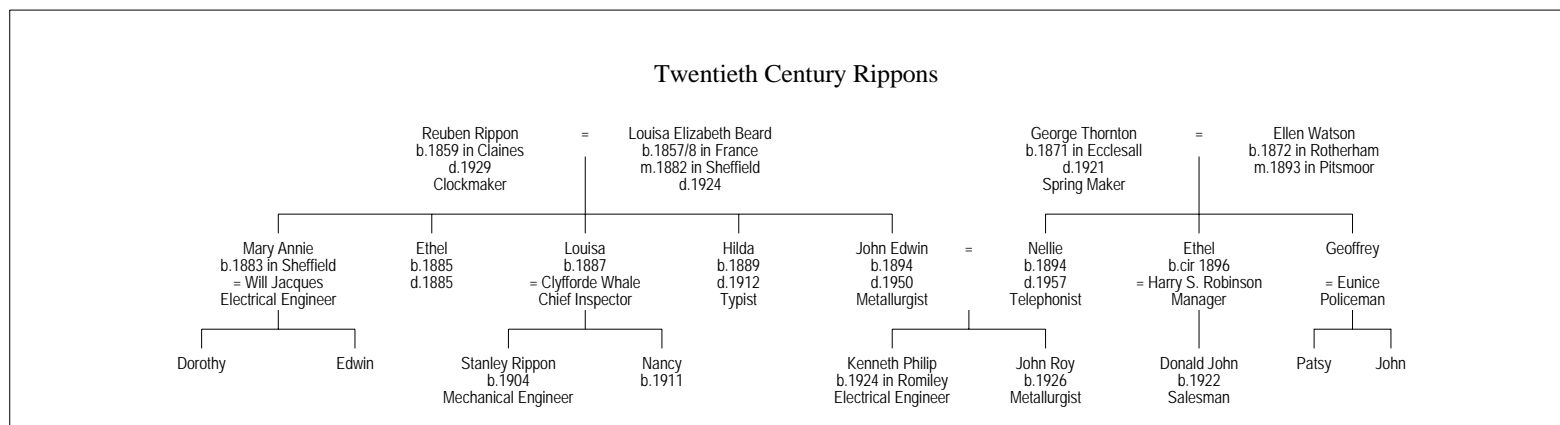 Twentieth Century Rippons
Reuben Rippon = Louisa Elizabeth Beard George Thornton = Ellen Watson
b.1859 in Claines b.1857/8 in France b.1871 in Ecclesall b.1872 in Rotherham
d.1929 m.1882 in Sheffield d.1921 m.1893 in Pitsmoor
Clockmaker d.1924 Spring Maker
Mary Annie Ethel Louisa Hilda John Edwin = Nellie Ethel Geoffrey
b.1883 in Sheffield b.1885 b.1887 b.1889 b.1894 b.1894 b.cir 1896
= Will Jacques d.1885 = Clyfforde Whale d.1912 d.1950 d.1957 = Harry S. Robinson = Eunice
Electrical Engineer Chief Inspector Typist Metallurgist Telephonist Manager Policeman
Dorothy Edwin Stanley Rippon Nancy Kenneth Philip John Roy Donald John Patsy John
b.1904 b.1911 b.1924 in Romiley b.1926 b.1922
Mechanical Engineer Electrical Engineer Metallurgist Salesman